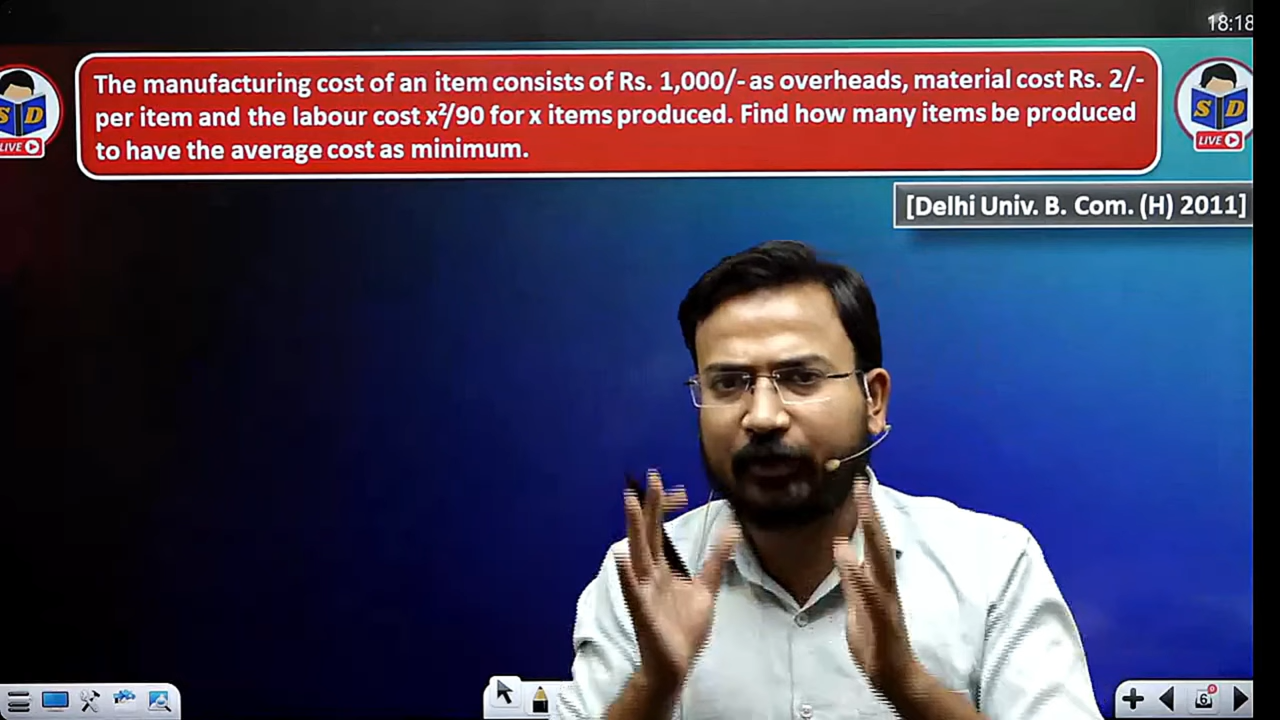 18:18
The manufacturing cost of an item consists of Rs. 1,000/- as overheads, material cost Rs. 2/-
per item and the labour cost x²/90 for x items produced. Find how many items be produced
to have the average cost as minimum.
S D
LIVE
S D
LIVE
[Delhi Univ. B. Com. (H) 2011]
6